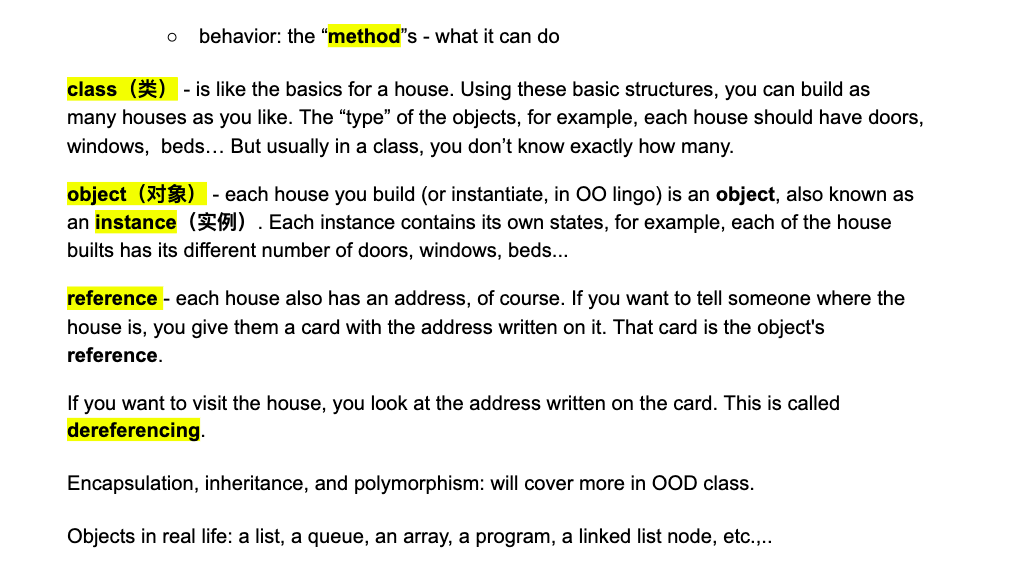 ○ behavior: the “method”s - what it can do
class（类） - is like the basics for a house. Using these basic structures, you can build as
many houses as you like. The “type” of the objects, for example, each house should have doors,
windows,  beds… But usually in a class, you don’t know exactly how many.
object（对象） - each house you build (or instantiate, in OO lingo) is an object, also known as
an instance（实例）. Each instance contains its own states, for example, each of the house
builts has its different number of doors, windows, beds...
reference - each house also has an address, of course. If you want to tell someone where the
house is, you give them a card with the address written on it. That card is the object's
reference.
If you want to visit the house, you look at the address written on the card. This is called
dereferencing.
Encapsulation, inheritance, and polymorphism: will cover more in OOD class.
Objects in real life: a list, a queue, an array, a program, a linked list node, etc.,..